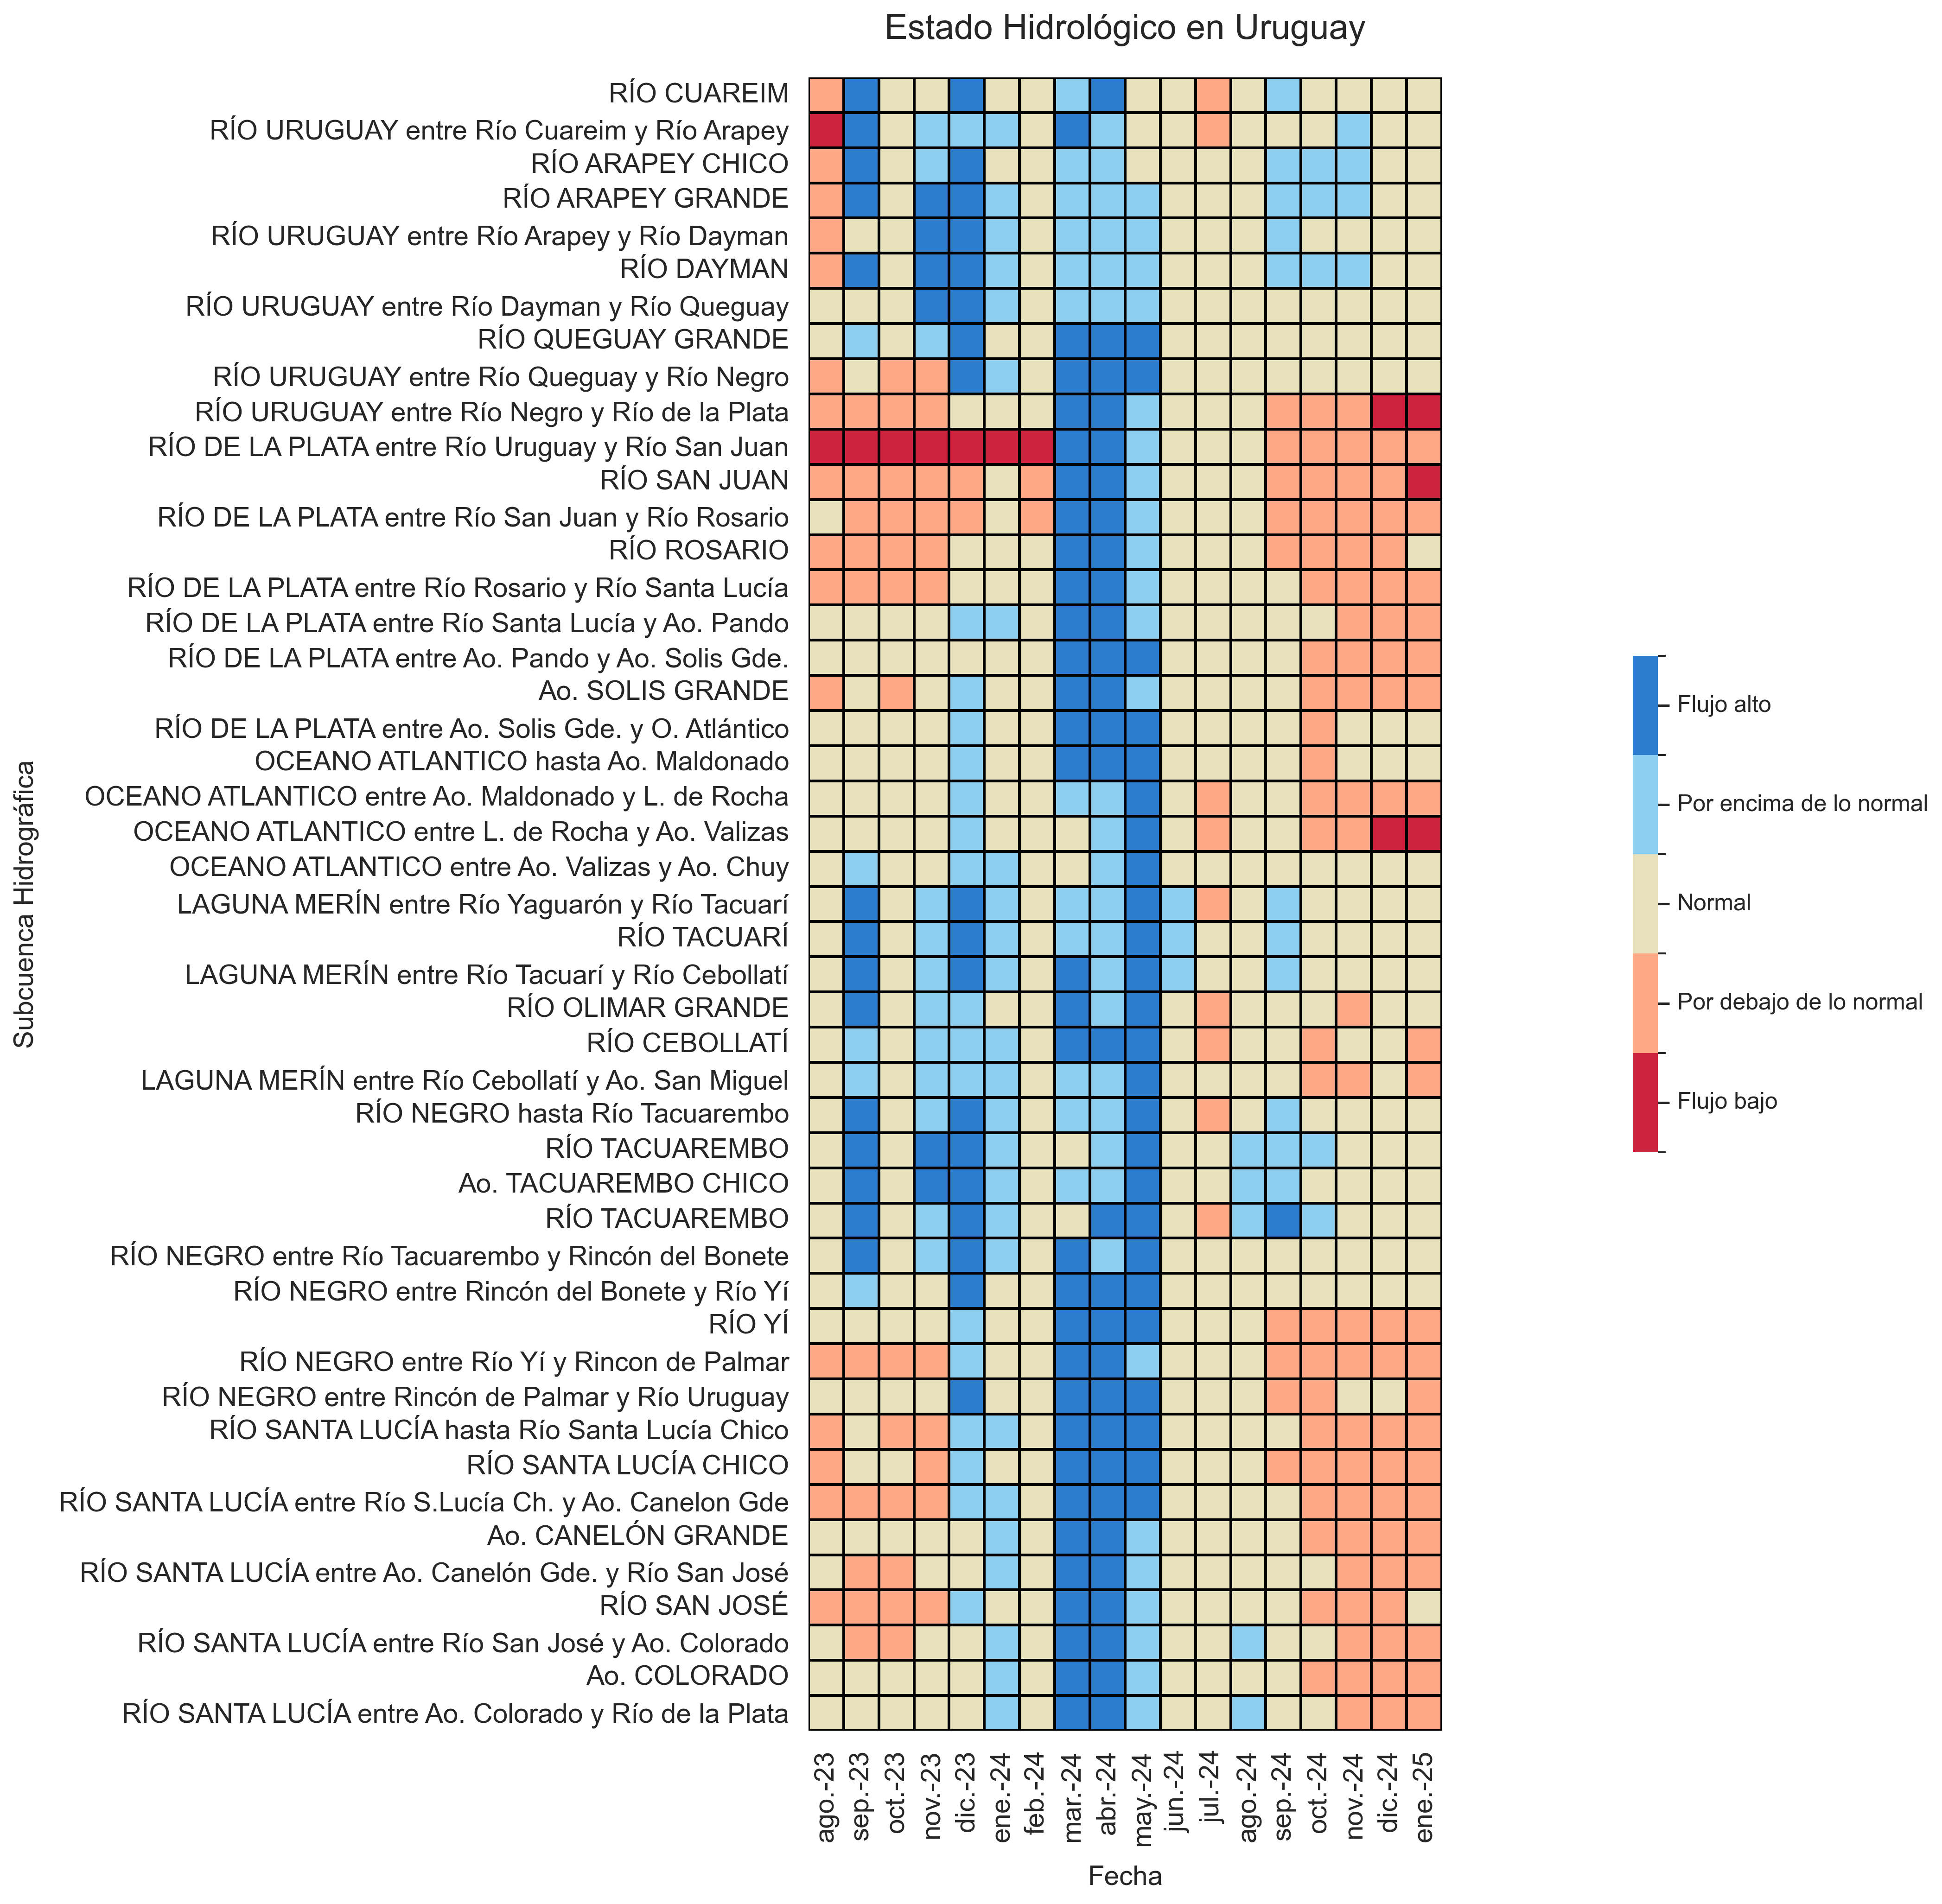 Estado Hidrológico en Uruguay
RÍO CUAREIM
RÍO URUGUAY entre Río Cuareim y Río Arapey
RÍO ARAPEY CHICO
RÍO ARAPEY GRANDE
RÍO URUGUAY entre Río Arapey y Río Dayman
RÍO DAYMAN
RÍO URUGUAY entre Río Dayman y Río Queguay
RÍO QUEGUAY GRANDE
RÍO URUGUAY entre Río Queguay y Río Negro
RÍO URUGUAY entre Río Negro y Río de la Plata
RÍO DE LA PLATA entre Río Uruguay y Río San Juan
RÍO SAN JUAN
RÍO DE LA PLATA entre Río San Juan y Río Rosario
RÍO ROSARIO
RÍO DE LA PLATA entre Río Rosario y Río Santa Lucía
RÍO DE LA PLATA entre Río Santa Lucía y Ao. Pando
RÍO DE LA PLATA entre Ao. Pando y Ao. Solis Gde.
Ao. SOLIS GRANDE
RÍO DE LA PLATA entre Ao. Solis Gde. y O. Atlántico
OCEANO ATLANTICO hasta Ao. Maldonado
OCEANO ATLANTICO entre Ao. Maldonado y L. de Rocha
OCEANO ATLANTICO entre L. de Rocha y Ao. Valizas
OCEANO ATLANTICO entre Ao. Valizas y Ao. Chuy
LAGUNA MERÍN entre Río Yaguarón y Río Tacuarí
RÍO TACUARÍ
LAGUNA MERÍN entre Río Tacuarí y Río Cebollatí
RÍO OLIMAR GRANDE
RÍO CEBOLLATÍ
LAGUNA MERÍN entre Río Cebollatí y Ao. San Miguel
RÍO NEGRO hasta Río Tacuarembo
RÍO TACUAREMBO
Ao. TACUAREMBO CHICO
RÍO TACUAREMBO
RÍO NEGRO entre Río Tacuarembo y Rincón del Bonete
RÍO NEGRO entre Rincón del Bonete y Río Yí
RÍO YÍ
RÍO NEGRO entre Río Yí y Rincon de Palmar
RÍO NEGRO entre Rincón de Palmar y Río Uruguay
RÍO SANTA LUCÍA hasta Río Santa Lucía Chico
RÍO SANTA LUCÍA CHICO
RÍO SANTA LUCÍA entre Río S.Lucía Ch. y Ao. Canelon Gde
Ao. CANELÓN GRANDE
RÍO SANTA LUCÍA entre Ao. Canelón Gde. y Río San José
RÍO SAN JOSÉ
RÍO SANTA LUCÍA entre Río San José y Ao. Colorado
Ao. COLORADO
RÍO SANTA LUCÍA entre Ao. Colorado y Río de la Plata
Subcuenca Hidrográfica
ago.-23
sep.-23
oct.-23
nov.-23
dic.-23
ene.-24
feb.-24
mar.-24
abr.-24
may.-24
jun.-24
jul.-24
ago.-24
sep.-24
oct.-24
nov.-24
dic.-24
ene.-25
Fecha
Flujo alto
Por encima de lo normal
Normal
Por debajo de lo normal
Flujo bajo